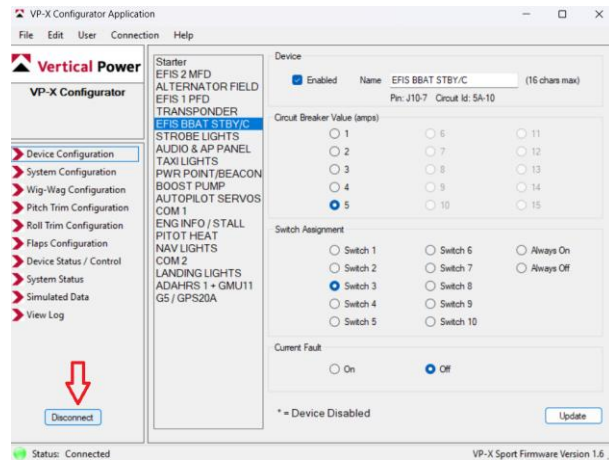 VP-X Configurator Application
File Edit User Connection Help
Vertical Power
VP-X Configurator
Device Configuration
System Configuration
Wig-Wag Configuration
Pitch Trim Configuration
Roll Trim Configuration
Flaps Configuration
Device Status / Control
System Status
Simulated Data
View Log
Disconnect
Starter
EFIS 2 MFD
ALTERNATOR FIELD
EFIS 1 PFD
TRANSPONDER
EFIS BBAT STBY/C
STROBE LIGHTS
AUDIO & AP PANEL
TAXI LIGHTS
PWR POINT/BEACON
BOOST PUMP
AUTOPILOT SERVOS
COM 1
ENG INFO / STALL
PITOT HEAT
NAV LIGHTS
COM 2
LANDING LIGHTS
ADAHRS 1 + GMU11
G5 / GPS20A
Device
Enabled Name EFIS BBAT STBY/C (16 chars max)
Pin: J10-7 Circuit Id: 5A-10
Circuit Breaker Value (amps)
1 6 11
2 7 12
3 8 13
4 9 14
5 10 15
Switch Assignment
Switch 1 Switch 6 Always On
Switch 2 Switch 7 Always Off
Switch 3 Switch 8
Switch 4 Switch 9
Switch 5 Switch 10
Current Fault
On Off
* = Device Disabled
Update
Status: Connected
VP-X Sport Firmware Version 1.6